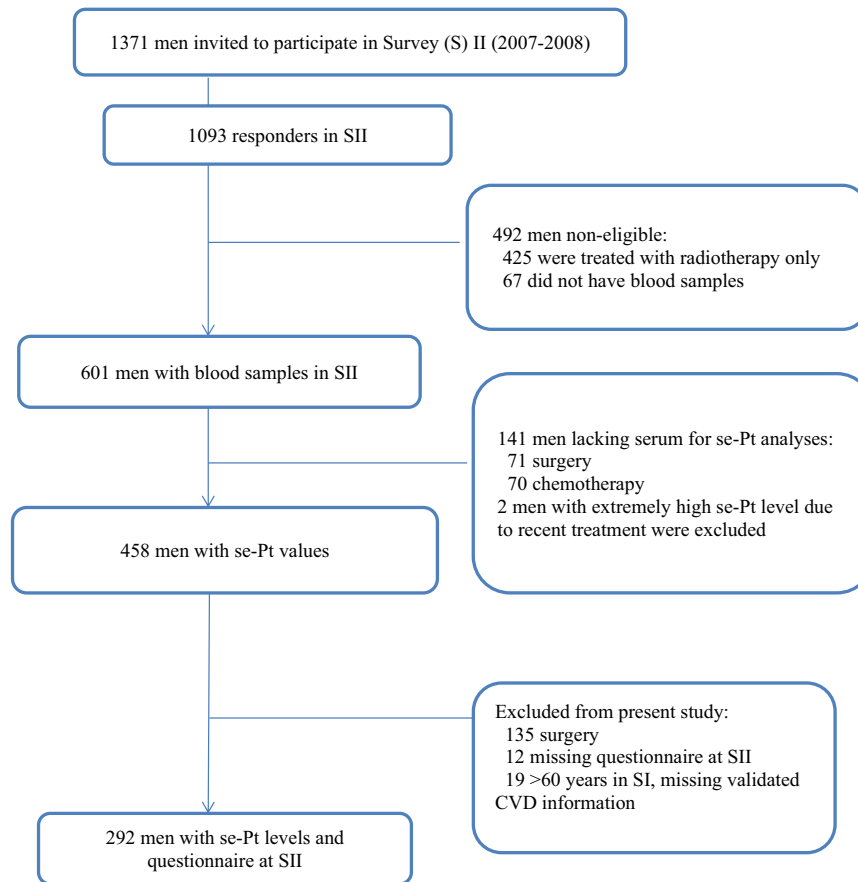 1371 men invited to participate in Survey (S) II (2007-2008)
1093 responders in SII
492 men non-eligible:
425 were treated with radiotherapy only
67 did not have blood samples
601 men with blood samples in SII
141 men lacking serum for se-Pt analyses:
71 surgery
70 chemotherapy
2 men with extremely high se-Pt level due
to recent treatment were excluded
458 men with se-Pt values
Excluded from present study:
135 surgery
12 missing questionnaire at SII
19 >60 years in SI, missing validated
CVD information
292 men with se-Pt levels and
questionnaire at SII